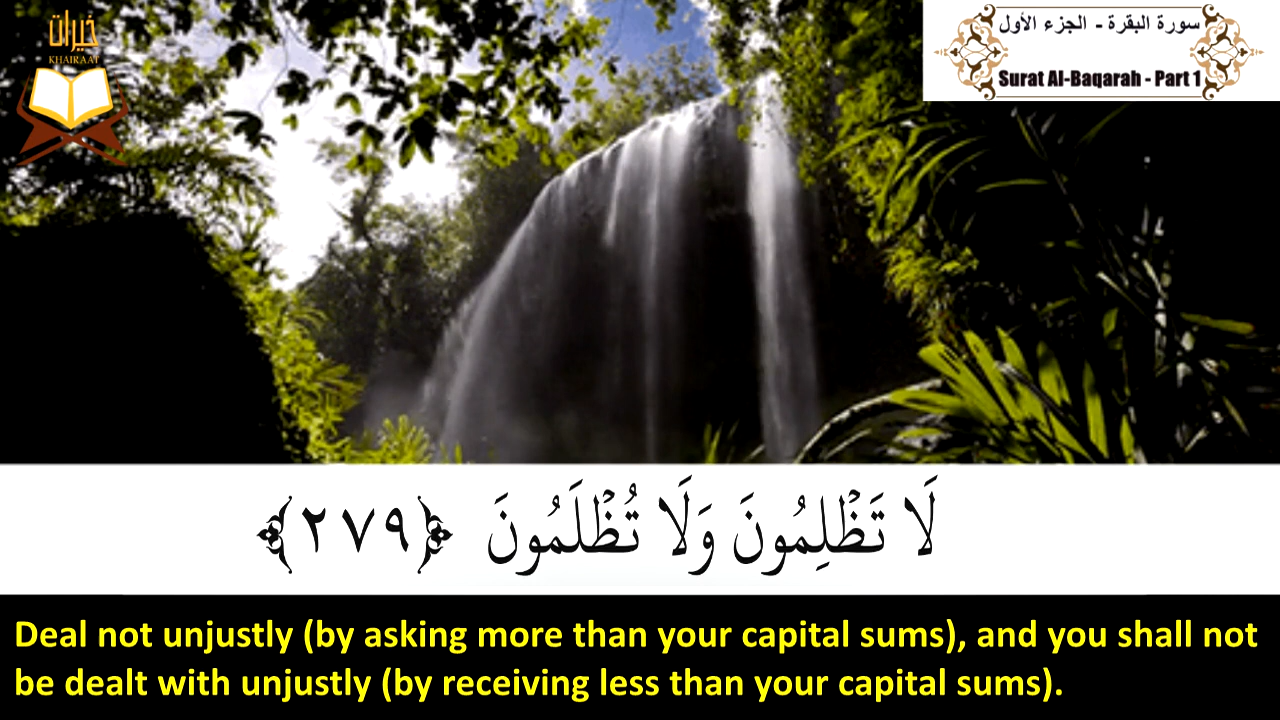 خيرات
KHAIRAAT
سورة البقرة - الجزء الأول
Surat Al-Baqarah - Part 1
لَا تَظْلِمُونَ وَلَا تُظْلَمُونَ ﴿٢٧٩﴾
Deal not unjustly (by asking more than your capital sums), and you shall not
be dealt with unjustly (by receiving less than your capital sums).